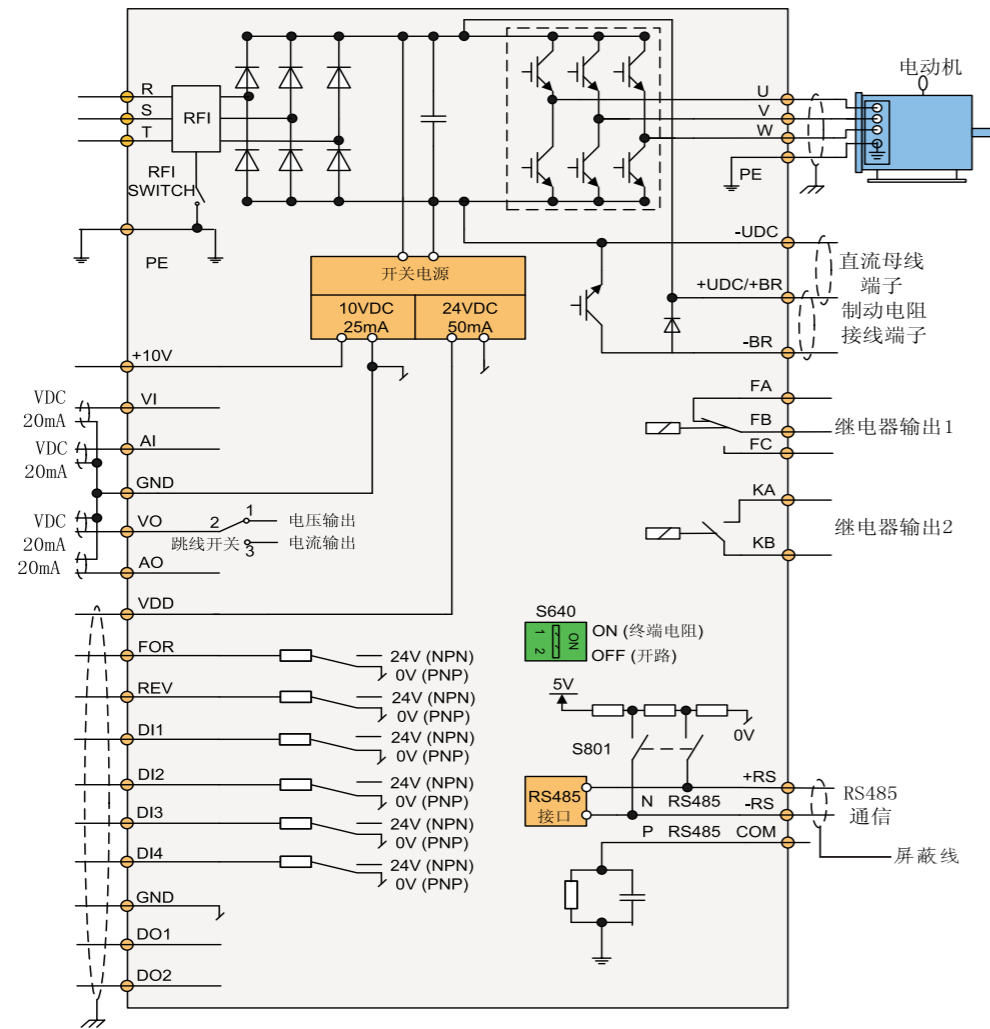 电动机
R
S
T
RFI
RFI
SWITCH
PE
U
V
W
PE
-UDC
直流母线
端子
+UDC/+BR
制动电阻
接线端子
-BR
开关电源
10VDC
25mA
24VDC
50mA
+10V
VDC
20mA
VI
VDC
20mA
AI
GND
VDC
20mA
VO
2
1
电压输出
跳线开关
3
电流输出
20mA
AO
FA
FB
FC
继电器输出1
KA
KB
继电器输出2
VDD
FOR
24V (NPN)
0V (PNP)
REV
24V (NPN)
0V (PNP)
DI1
24V (NPN)
0V (PNP)
DI2
24V (NPN)
0V (PNP)
DI3
24V (NPN)
0V (PNP)
DI4
24V (NPN)
0V (PNP)
GND
DO1
DO2
S640
1
2
ON
ON (终端电阻)
OFF (开路)
5V
0V
S801
RS485
接口
+RS
N RS485 -RS
P RS485 COM
RS485
通信
屏蔽线